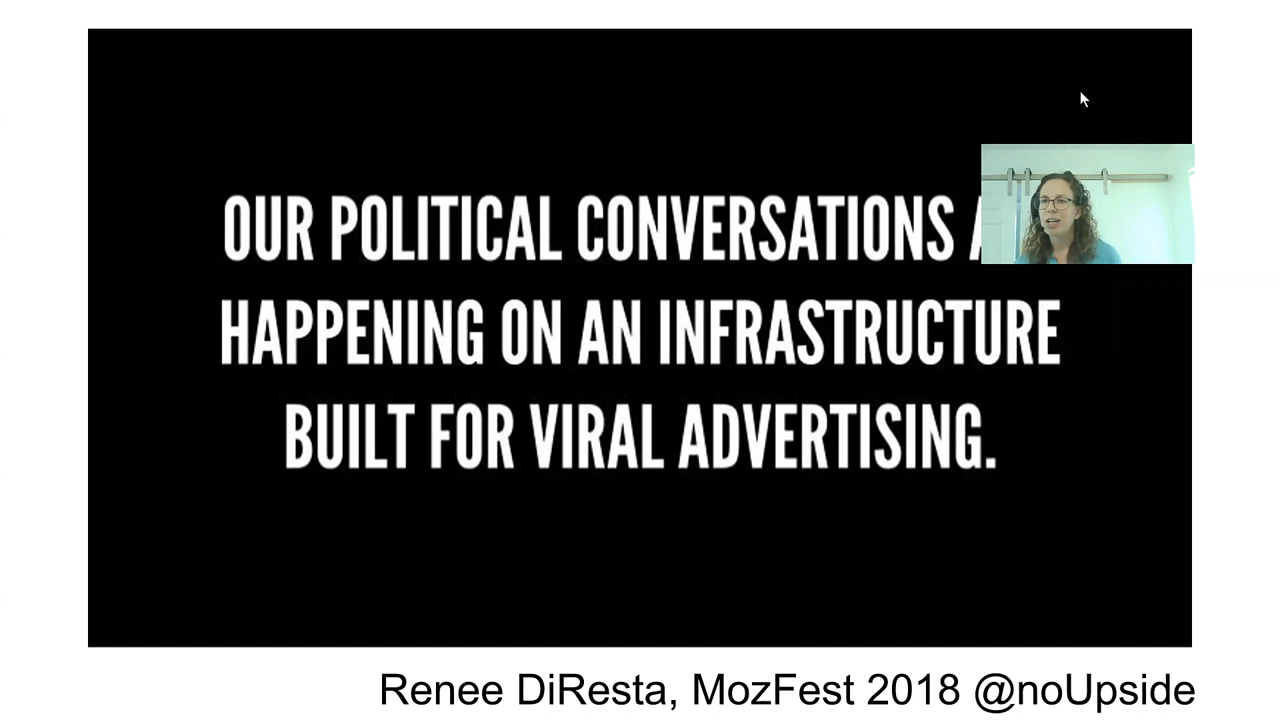 OUR POLITICAL CONVERSATIONS
HAPPENING ON AN INFRASTRUCTURE
BUILT FOR VIRAL ADVERTISING.
Renee DiResta, MozFest 2018 @noUpside